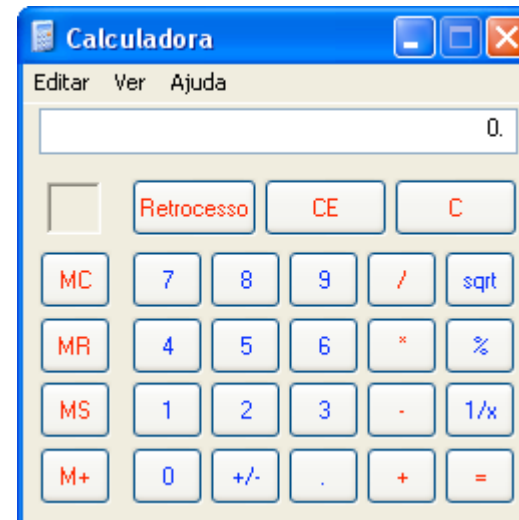 Calculadora
Editar Ver Ajuda
0.
Retrocesso CE C
MC 7 8 9 / sqrt
MR 4 5 6 * %
MS 1 2 3 - 1/x
M+ 0 +/- . + =